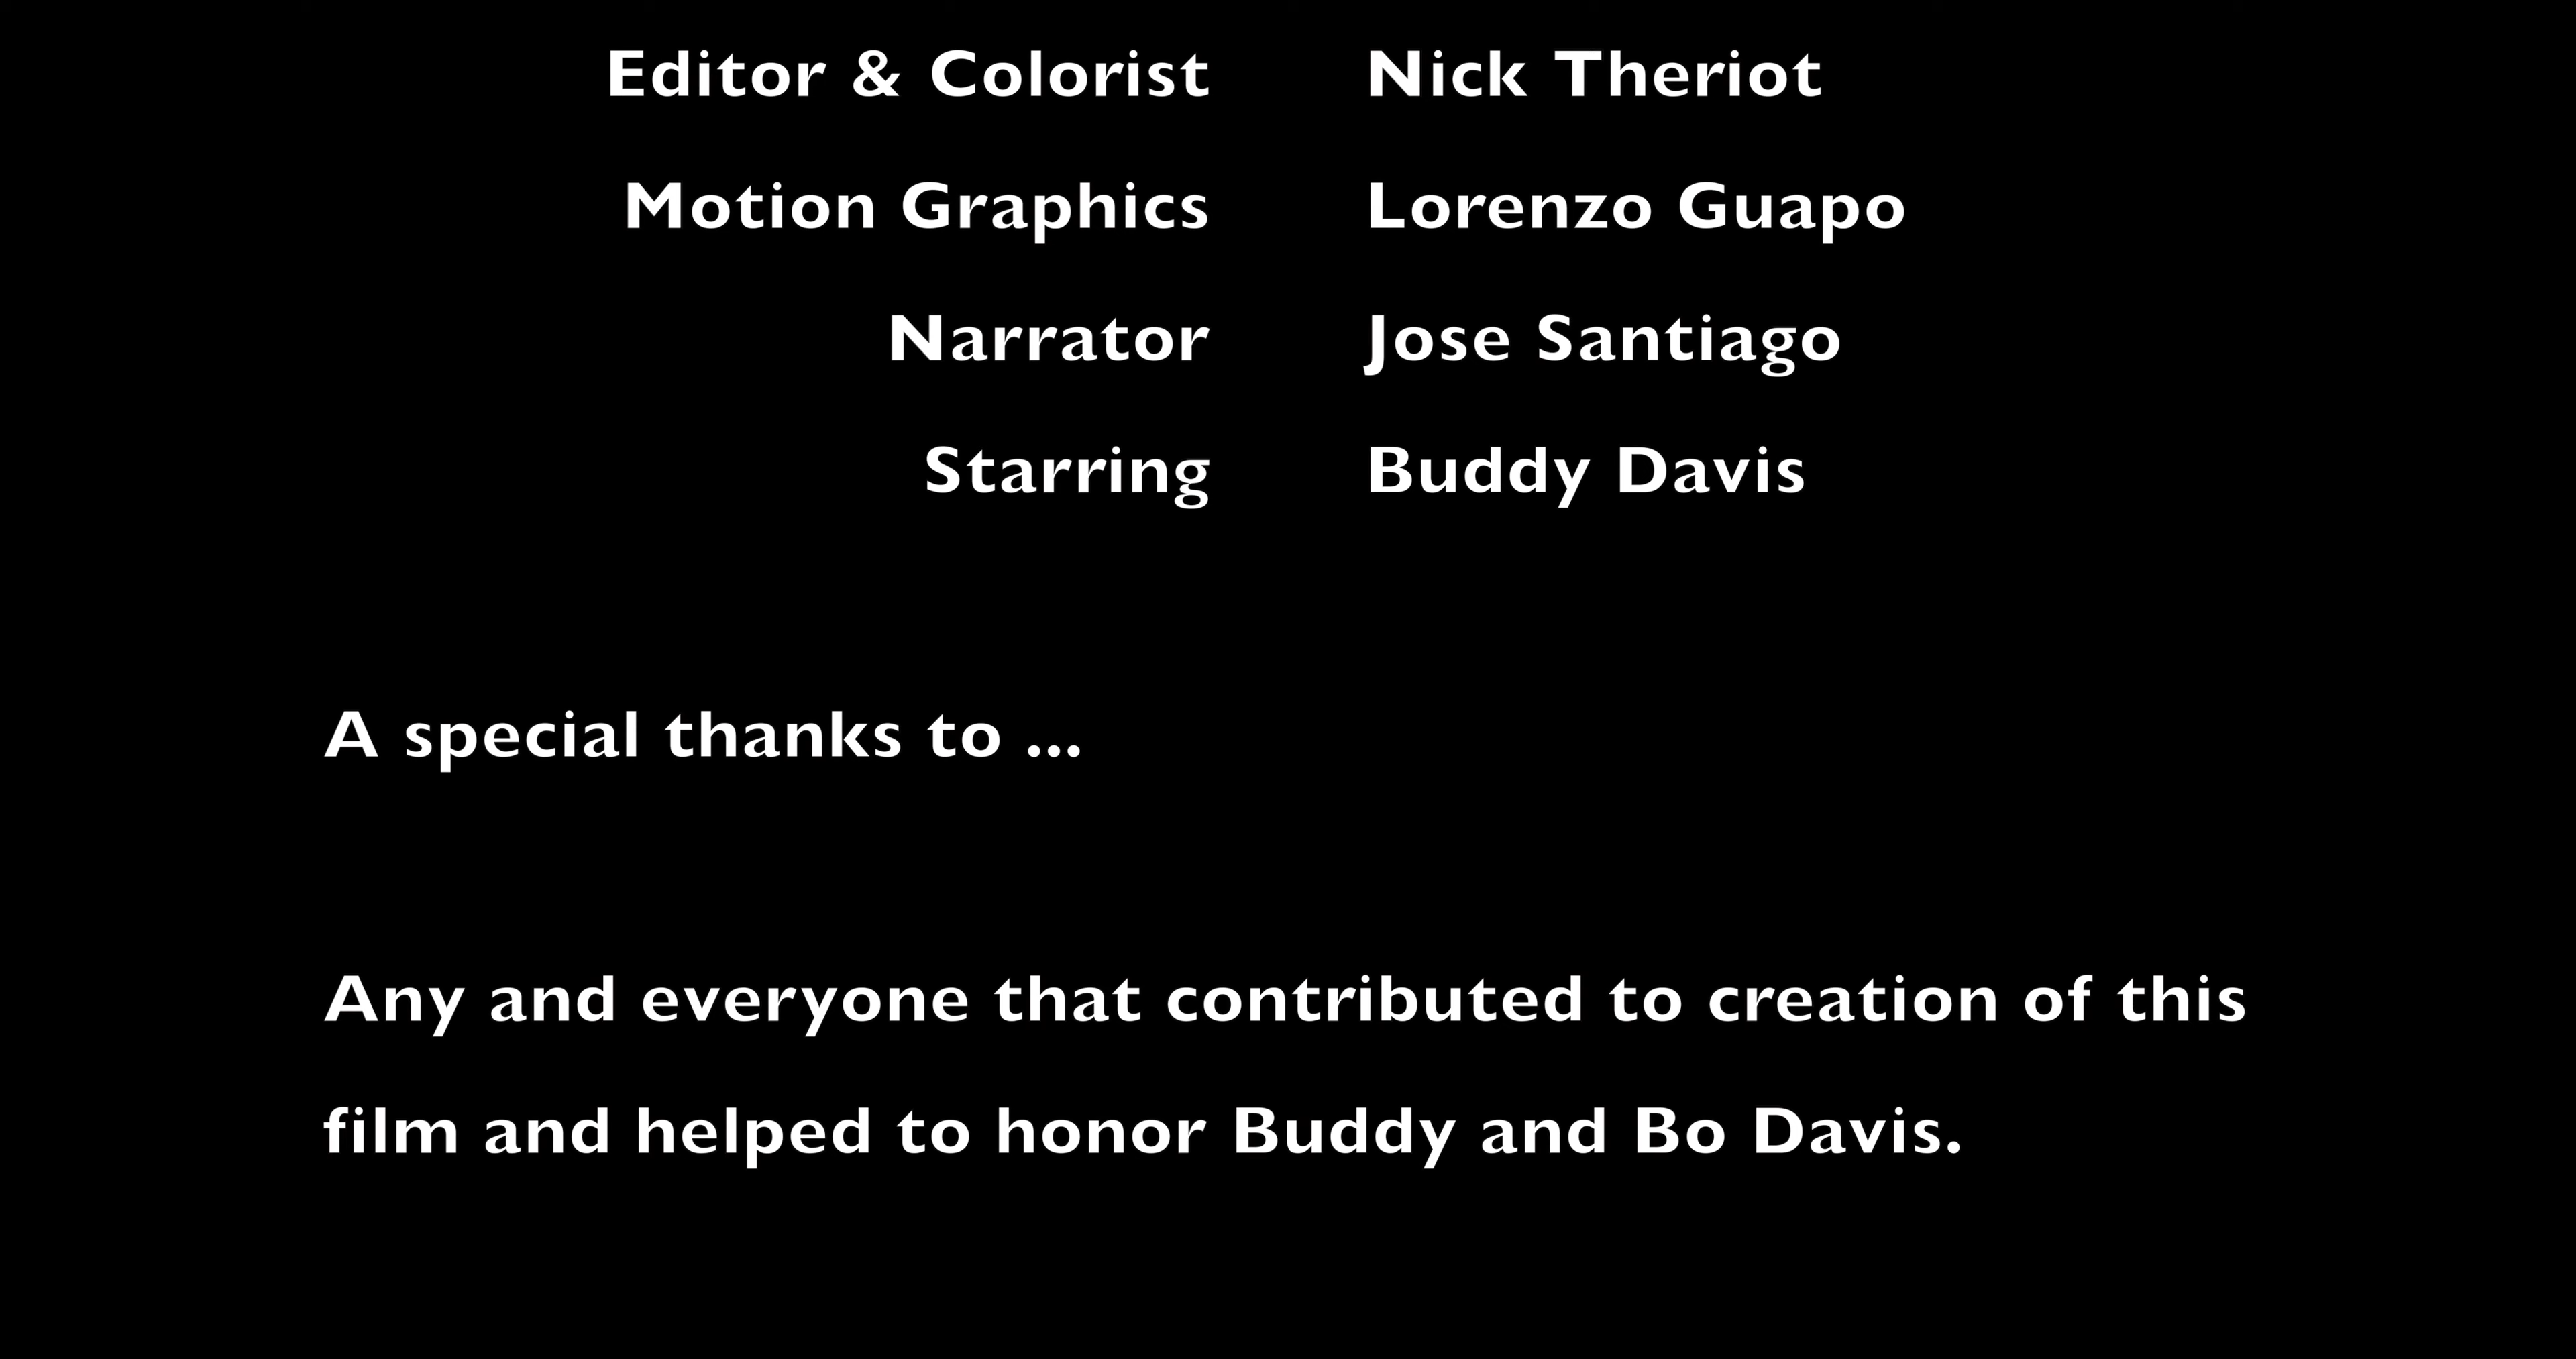 Editor & Colorist Nick Theriot
Motion Graphics Lorenzo Guapo
Narrator Jose Santiago
Starring Buddy Davis
A special thanks to ...
Any and everyone that contributed to creation of this
film and helped to honor Buddy and Bo Davis.